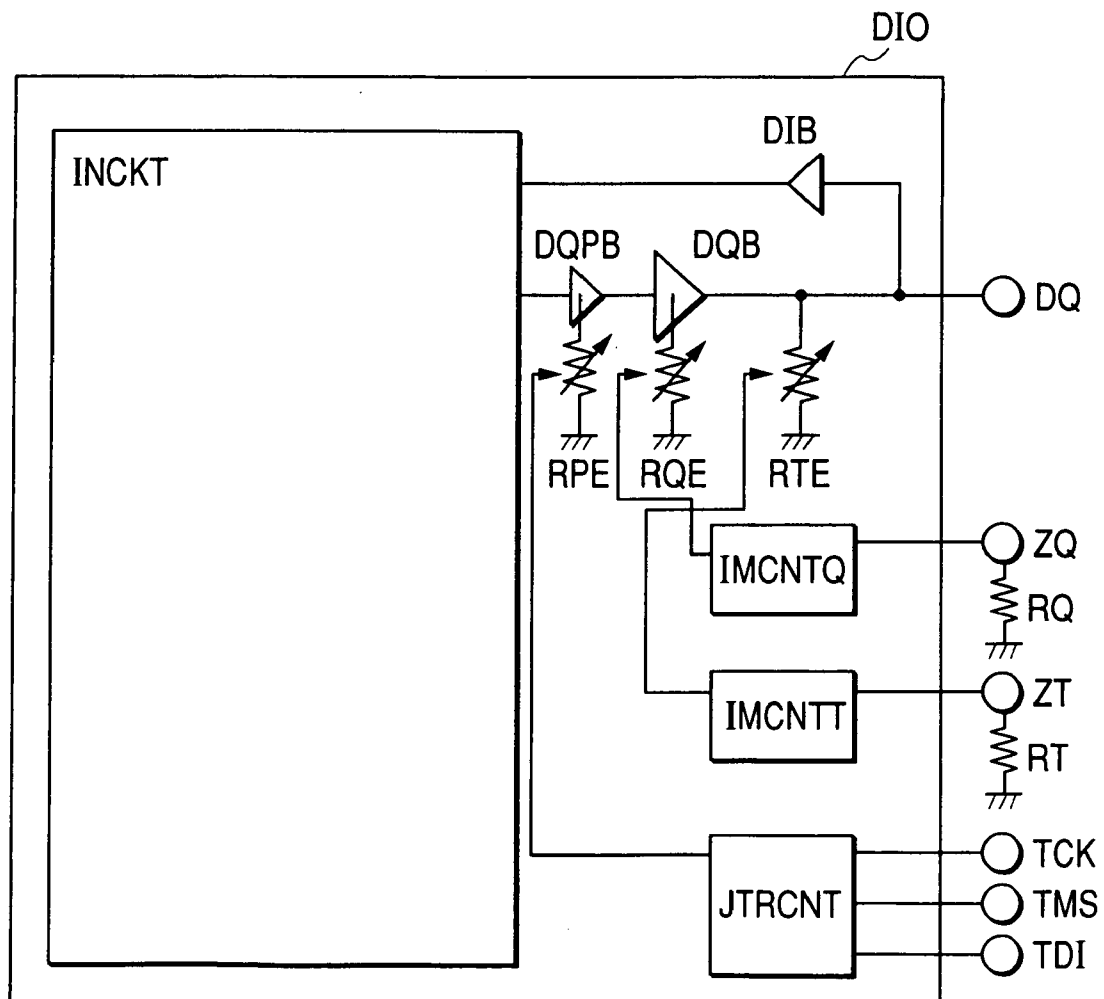 DIO
DIB
INCKT
DQPB
DQB
DQ
RPE
RQE
RTE
IMCNTQ
ZQ
RQ
IMCNTT
ZT
RT
JTRCNT
TCK
TMS
TDI